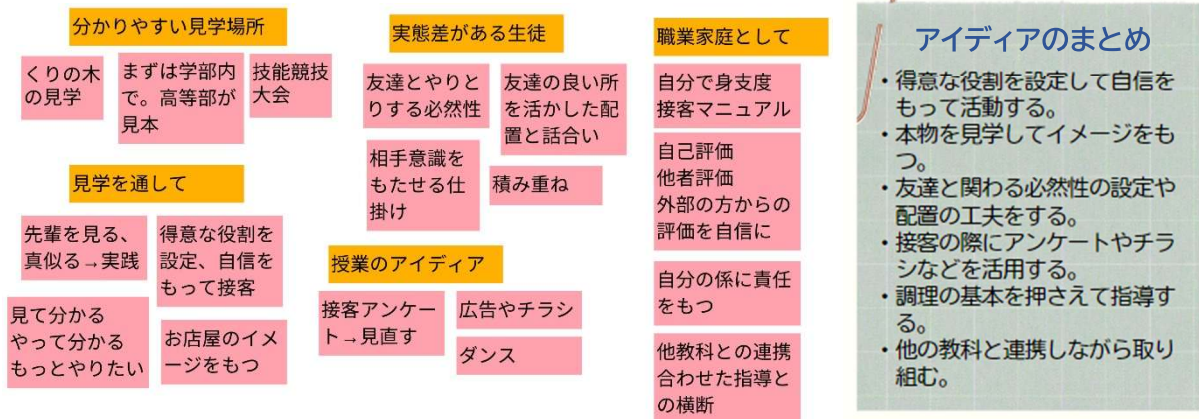 分かりやすい見学場所
くりの木
の見学
まずは学部内
で。高等部が
見本
技能競技
大会
見学を通して
先輩を見る、
真似る→実践
得意な役割を
設定、自信を
もって接客
見て分かる
やって分かる
もっとやりたい
お店屋のイメ
ージをもつ
実態差がある生徒
友達とやりと
りする必然性
友達の良い所
を活かした配
置と話合い
相手意識を
もたせる仕
掛け
積み重ね
授業のアイディア
接客アンケー
ト→見直す
広告やチラシ
ダンス
職業家庭として
自分で身支度
接客マニュアル
自己評価
他者評価
外部の方からの
評価を自信に
自分の係に責任
をもつ
他教科との連携
合わせた指導と
の横断
アイディアのまとめ
・得意な役割を設定して自信を
もって活動する。
・本物を見学してイメージをも
つ。
・友達と関わる必然性の設定や
配置の工夫をする。
・接客の際にアンケートやチラ
シなどを活用する。
・調理の基本を押さえて指導す
る。
・他の教科と連携しながら取り
組む。